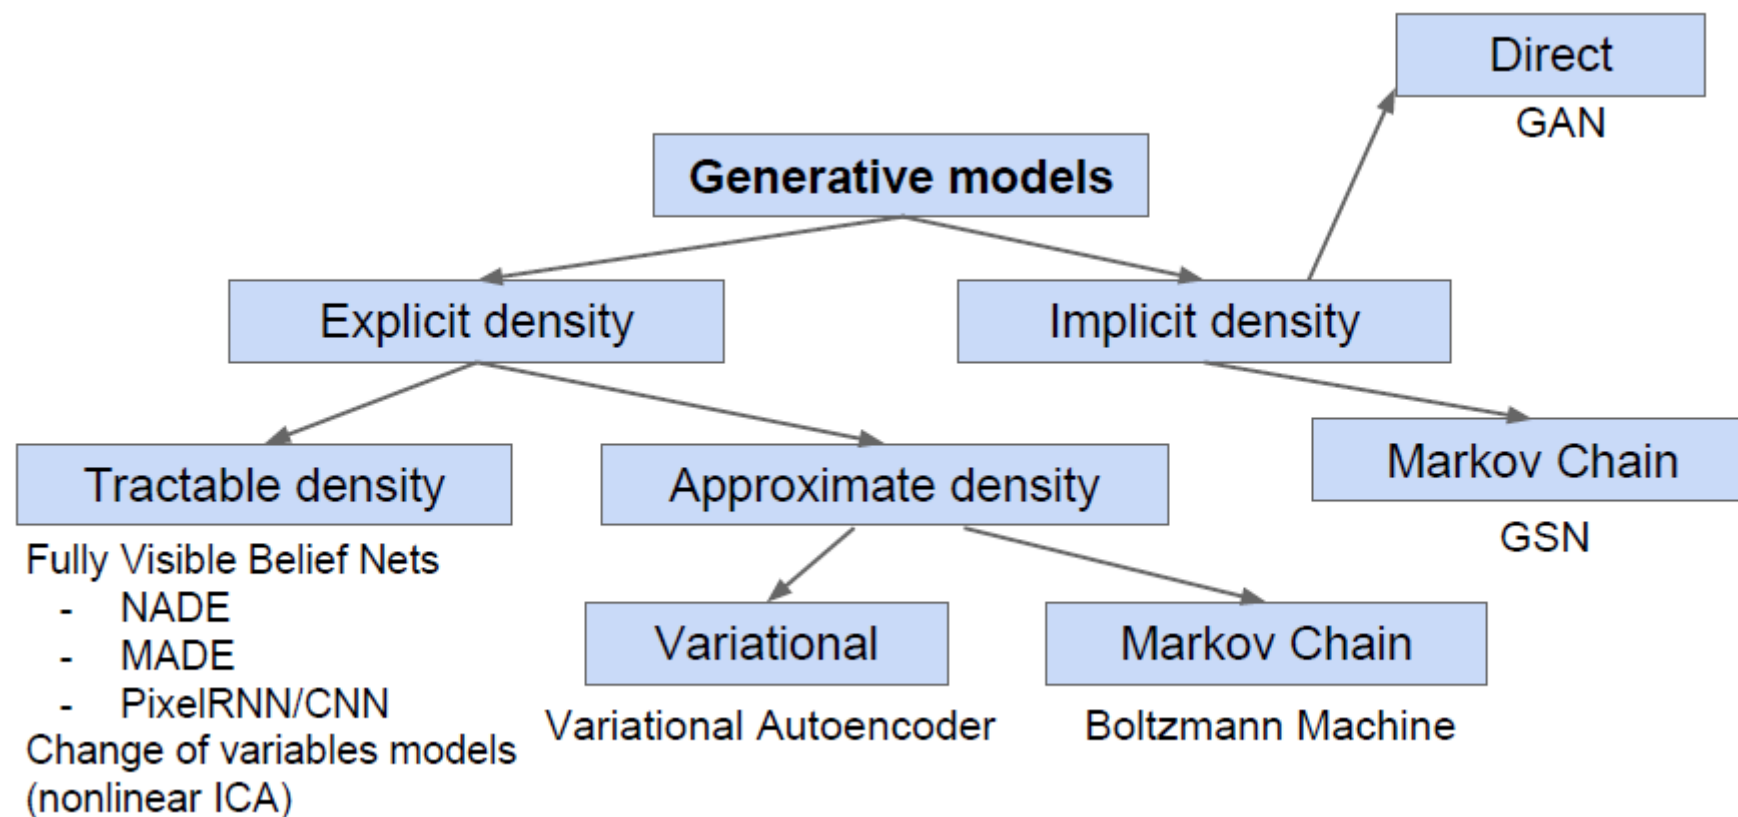 Direct
GAN
Generative models
Explicit density
Implicit density
Tractable density
Fully Visible Belief Nets
- NADE
- MADE
- PixelRNN/CNN
Change of variables models
(nonlinear ICA)
Approximate density
Variational
Variational Autoencoder
Markov Chain
Boltzmann Machine
Markov Chain
GSN